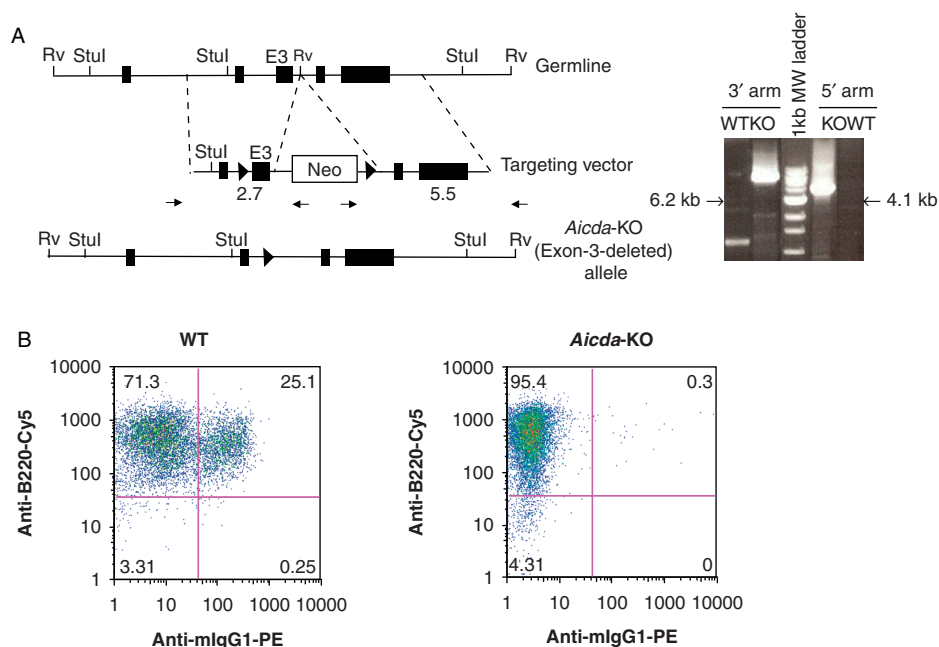 A
Rv StuI StuI E3 Rv StuI Rv
Germline
StuI E3 Neo
Targeting vector
2.7 5.5
Rv StuI StuI StuI Rv
Aicda-KO
(Exon-3-deleted)
allele
3′ arm 1kb MW ladder 5′ arm
WTKO KOWT
6.2 kb → ← 4.1 kb
B
WT
10000
1000
100
10
1
71.3 25.1
3.31 0.25
1 10 100 1000 10000
Anti-B220-Cy5
Anti-mIgG1-PE
Aicda-KO
10000
1000
100
10
1
95.4 0.3
4.31 0
1 10 100 1000 10000
Anti-B220-Cy5
Anti-mIgG1-PE